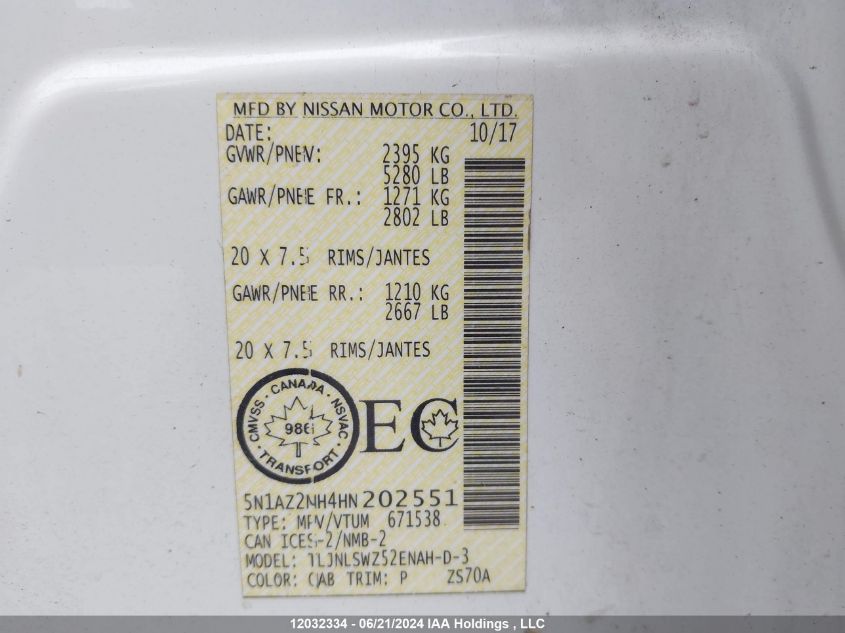 MFD BY NISSAN MOTOR CO., LTD.
DATE: 10/17
GVWR/PNBV: 2395 KG
5280 LB
GAWR/PNBE FR.: 1271 KG
2802 LB
20 X 7.5 RIMS/JANTES
GAWR/PNBE RR.: 1210 KG
2667 LB
20 X 7.5 RIMS/JANTES
CMVSS · CANADA · NSVAC · TRANSPORT ·
986
EC
5N1AZ2MH4HN202551
TYPE: MPV/VTUM 671538
CAN ICES-2/NMB-2
MODEL: TLJNLSWZ52ENAH-D-3
COLOR: QAB TRIM: P ZS70A
12032334 - 06/21/2024 IAA Holdings , LLC